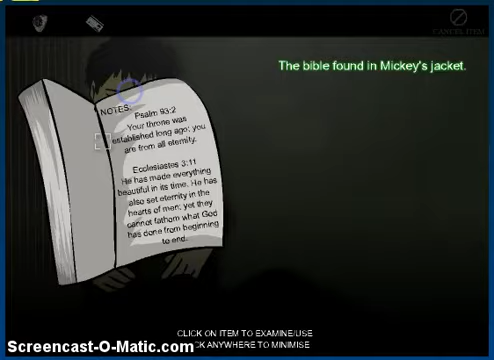 CANCEL ITEM
The bible found in Mickey's jacket.
NOTES:
Psalm 93:2
Your throne was
established long ago; you
are from all eternity.
Ecclesiastes 3:11
He has made everything
beautiful in its time. He has
also set eternity in the
hearts of men; yet they
cannot fathom what God
has done from beginning
to end.
CLICK ON ITEM TO EXAMINE/USE
CK ANYWHERE TO MINIMISE
Screencast-O-Matic.com